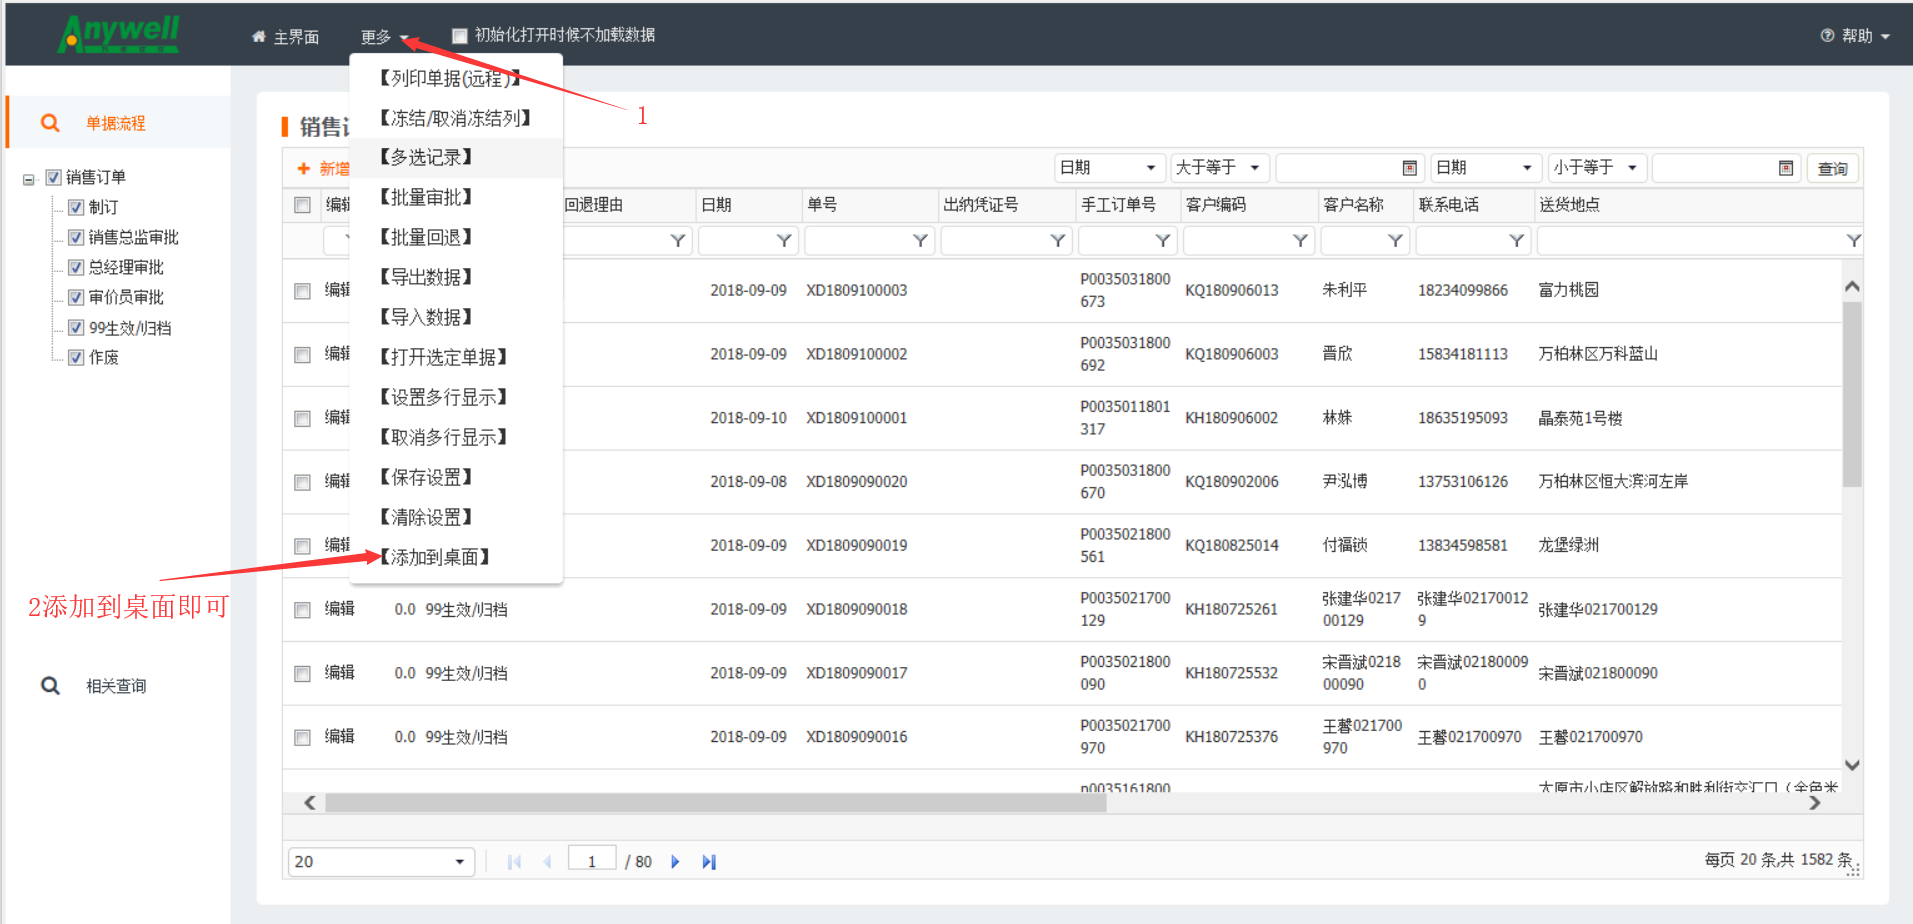 Anywell
主界面
更多
初始化打开时候不加载数据
帮助
【列印单据(远程)】
【冻结/取消冻结列】
【多选记录】
【批量审批】
【批量回退】
【导出数据】
【导入数据】
【打开选定单据】
【设置多行显示】
【取消多行显示】
【保存设置】
【清除设置】
【添加到桌面】
1
2添加到桌面即可
单据流程
销售订单
制订
销售总监审批
总经理审批
审价员审批
99生效/归档
作废
相关查询
销售
新增
日期 大于等于 日期 小于等于 查询
编辑 回退理由 日期 单号 出纳凭证号 手工订单号 客户编码 客户名称 联系电话 送货地点
编辑 2018-09-09 XD1809100003 P0035031800 KQ180906013 朱利平 18234099866 富力桃园
673
编辑 2018-09-09 XD1809100002 P0035031800 KQ180906003 晋欣 15834181113 万柏林区万科蓝山
692
编辑 2018-09-10 XD1809100001 P0035011801 KH180906002 林姝 18635195093 晶泰苑1号楼
317
编辑 2018-09-08 XD1809090020 P0035031800 KQ180902006 尹泓博 13753106126 万柏林区恒大滨河左岸
670
编辑 2018-09-09 XD1809090019 P0035021800 KQ180825014 付福锁 13834598581 龙堡绿洲
561
编辑 0.0 99生效/归档 2018-09-09 XD1809090018 P0035021700 KH180725261 张建华0217 张建华02170012 张建华021700129
129 00129 9
编辑 0.0 99生效/归档 2018-09-09 XD1809090017 P0035021800 KH180725532 宋晋斌0218 宋晋斌02180009 宋晋斌021800090
090 00090 0
编辑 0.0 99生效/归档 2018-09-09 XD1809090016 P0035021700 KH180725376 王馨021700 王馨021700970 王馨021700970
970 970
p0035161800 太原市小店区解放路和胜利街交汇口（金色米
20 1 / 80 每页 20 条,共 1582 条